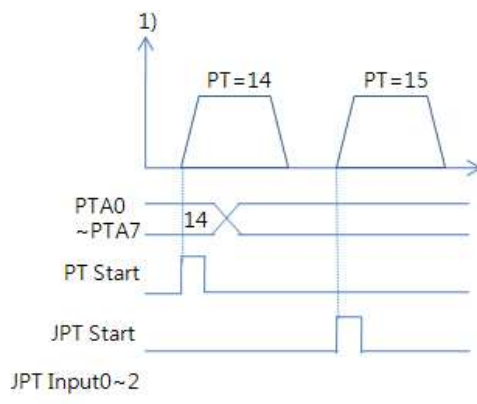 1)
PT=14 PT=15
PTA0
~PTA7
14
PT Start
JPT Start
JPT Input0~2